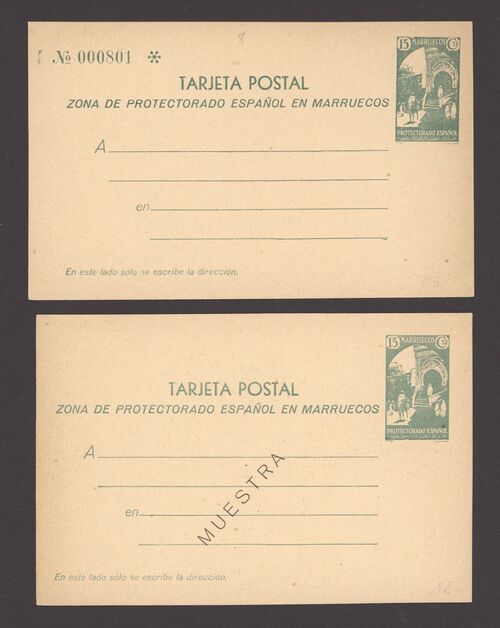 8
№ 000801 *
15 MARRUECOS Cs
TARJETA POSTAL
ZONA DE PROTECTORADO ESPAÑOL EN MARRUECOS
PROTECTORADO ESPAÑOL
A
en
En este lado sólo se escribe la dirección.
15 MARRUECOS Cs
TARJETA POSTAL
ZONA DE PROTECTORADO ESPAÑOL EN MARRUECOS
PROTECTORADO ESPAÑOL
A
MUESTRA
en
En este lado sólo se escribe la dirección.
18